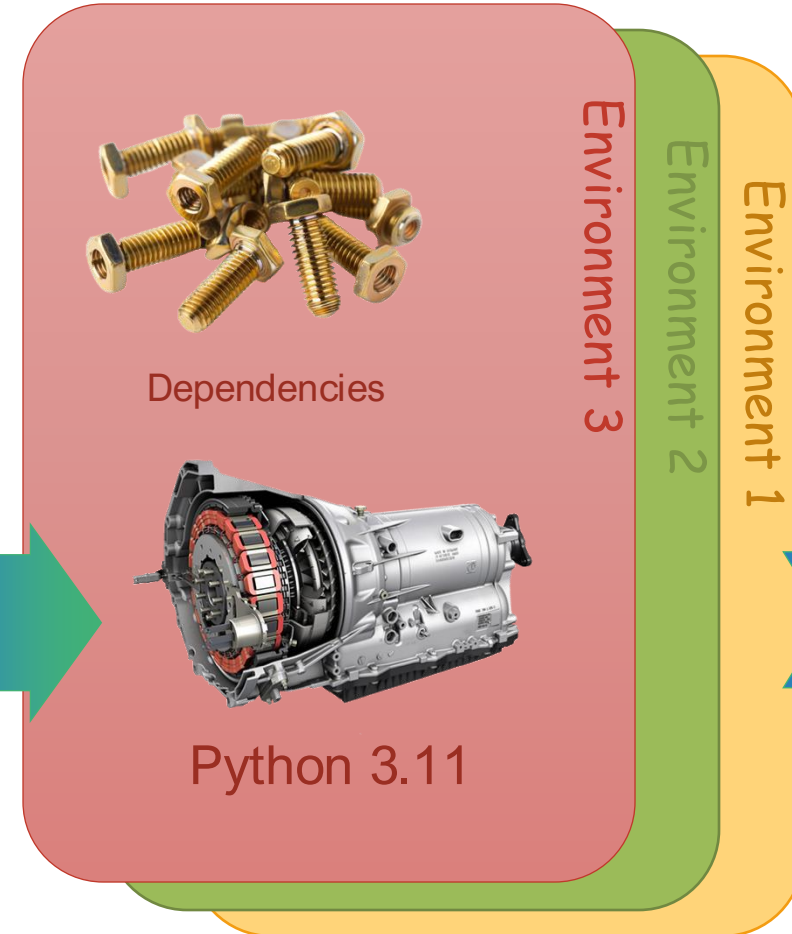 Environment 3
Environment 2
Environment 1
Dependencies
Python 3.11